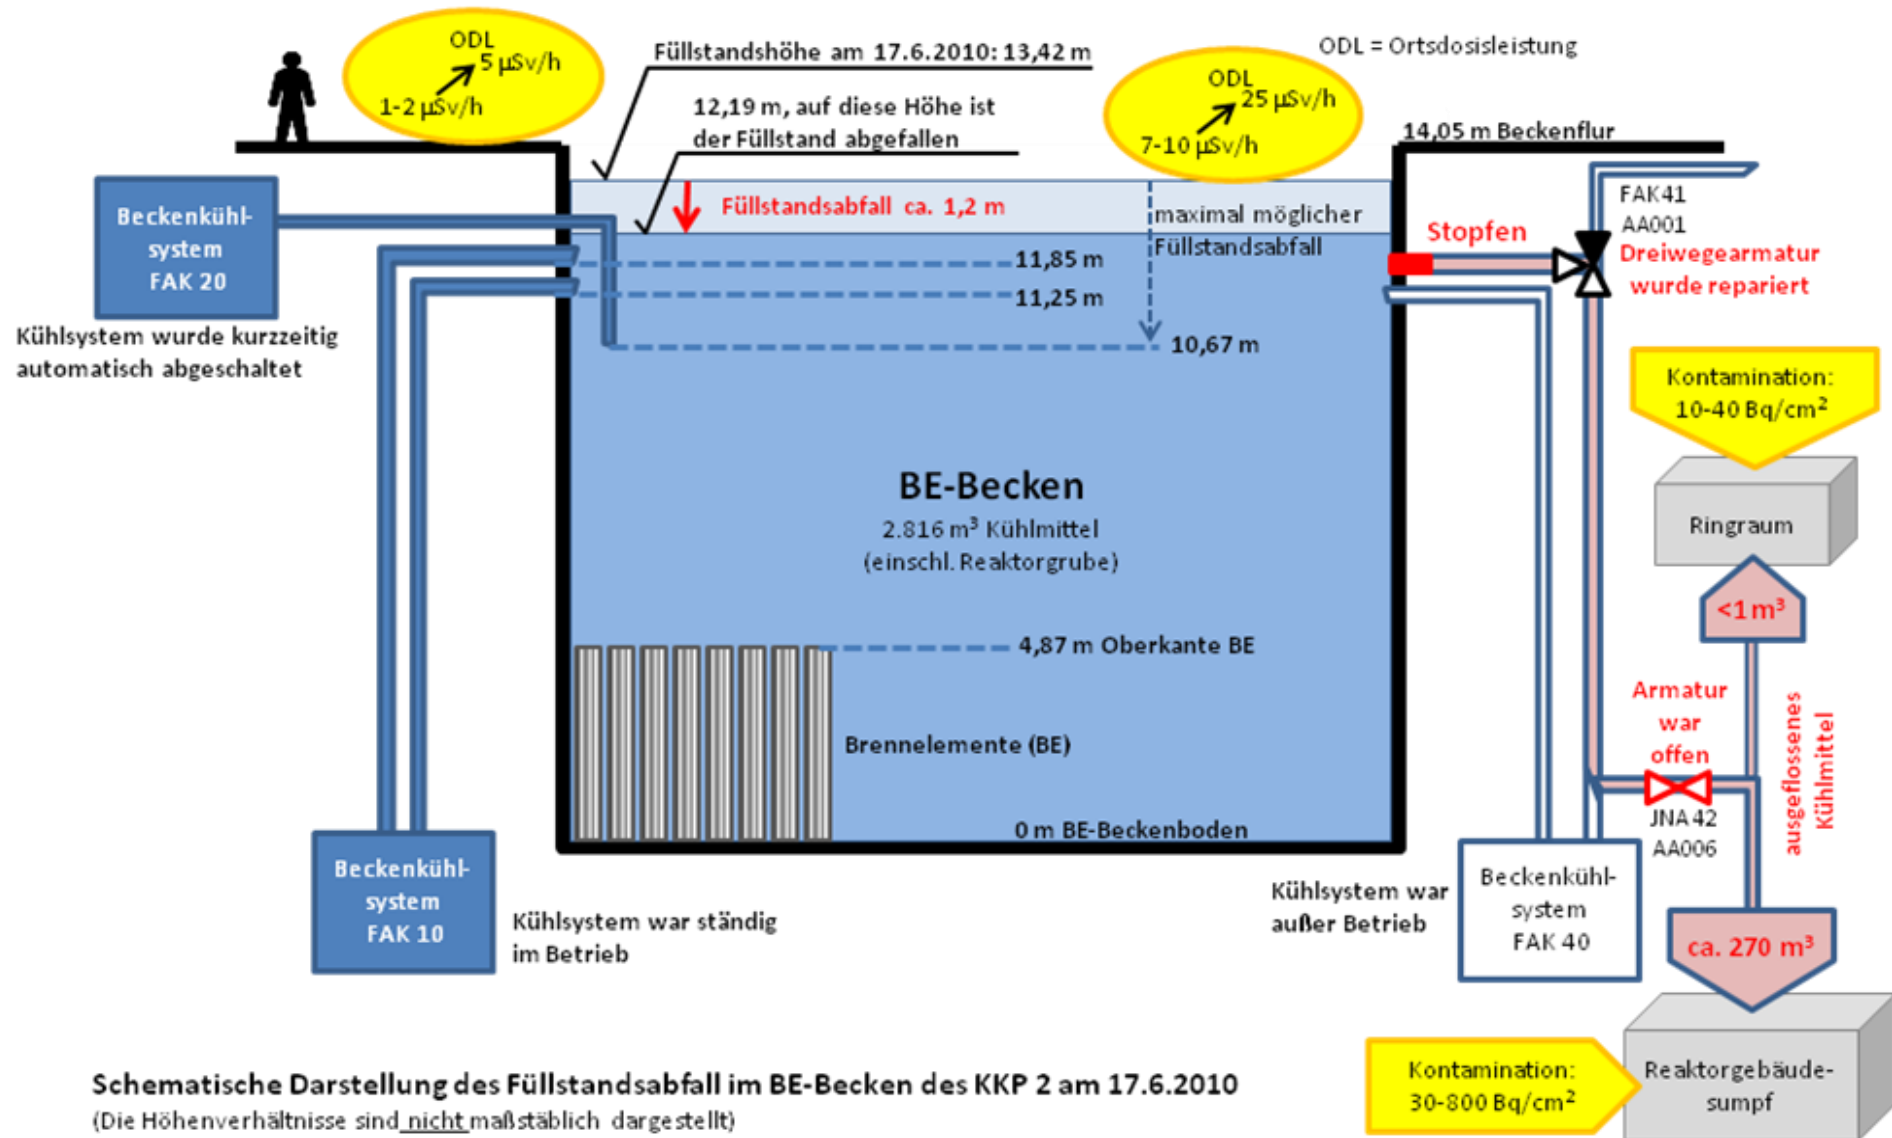 ODL
5 µSv/h
1-2 µSv/h
Füllstandshöhe am 17.6.2010: 13,42 m
12,19 m, auf diese Höhe ist
der Füllstand abgefallen
ODL
25 µSv/h
7-10 µSv/h
ODL = Ortsdosisleistung
14,05 m Beckenflur
Beckenkühl-
system
FAK 20
Kühlsystem wurde kurzzeitig
automatisch abgeschaltet
Füllstandsabfall ca. 1,2 m
maximal möglicher
Füllstandsabfall
11,85 m
11,25 m
10,67 m
Stopfen
FAK41
AA001
Dreiwegearmatur
wurde repariert
Kontamination:
10-40 Bq/cm²
Ringraum
<1 m³
BE-Becken
2.816 m³ Kühlmittel
(einschl. Reaktorgrube)
4,87 m Oberkante BE
Brennelemente (BE)
0 m BE-Beckenboden
Armatur
war
offen
JNA 42
AA006
ausgeflossenes
Kühlmittel
Beckenkühl-
system
FAK 10
Kühlsystem war ständig
im Betrieb
Kühlsystem war
außer Betrieb
Beckenkühl-
system
FAK 40
ca. 270 m³
Kontamination:
30-800 Bq/cm²
Reaktorgebäude-
sumpf
Schematische Darstellung des Füllstandsabfall im BE-Becken des KKP 2 am 17.6.2010
(Die Höhenverhältnisse sind nicht maßstäblich dargestellt)